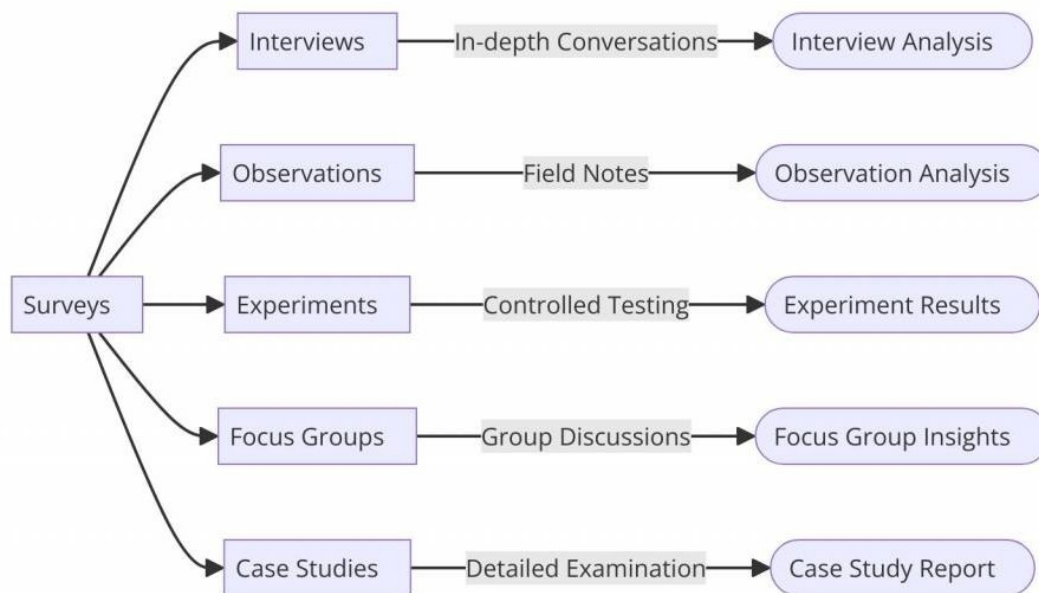 Interviews
In-depth Conversations
Interview Analysis
Observations
Field Notes
Observation Analysis
Surveys
Experiments
Controlled Testing
Experiment Results
Focus Groups
Group Discussions
Focus Group Insights
Case Studies
Detailed Examination
Case Study Report